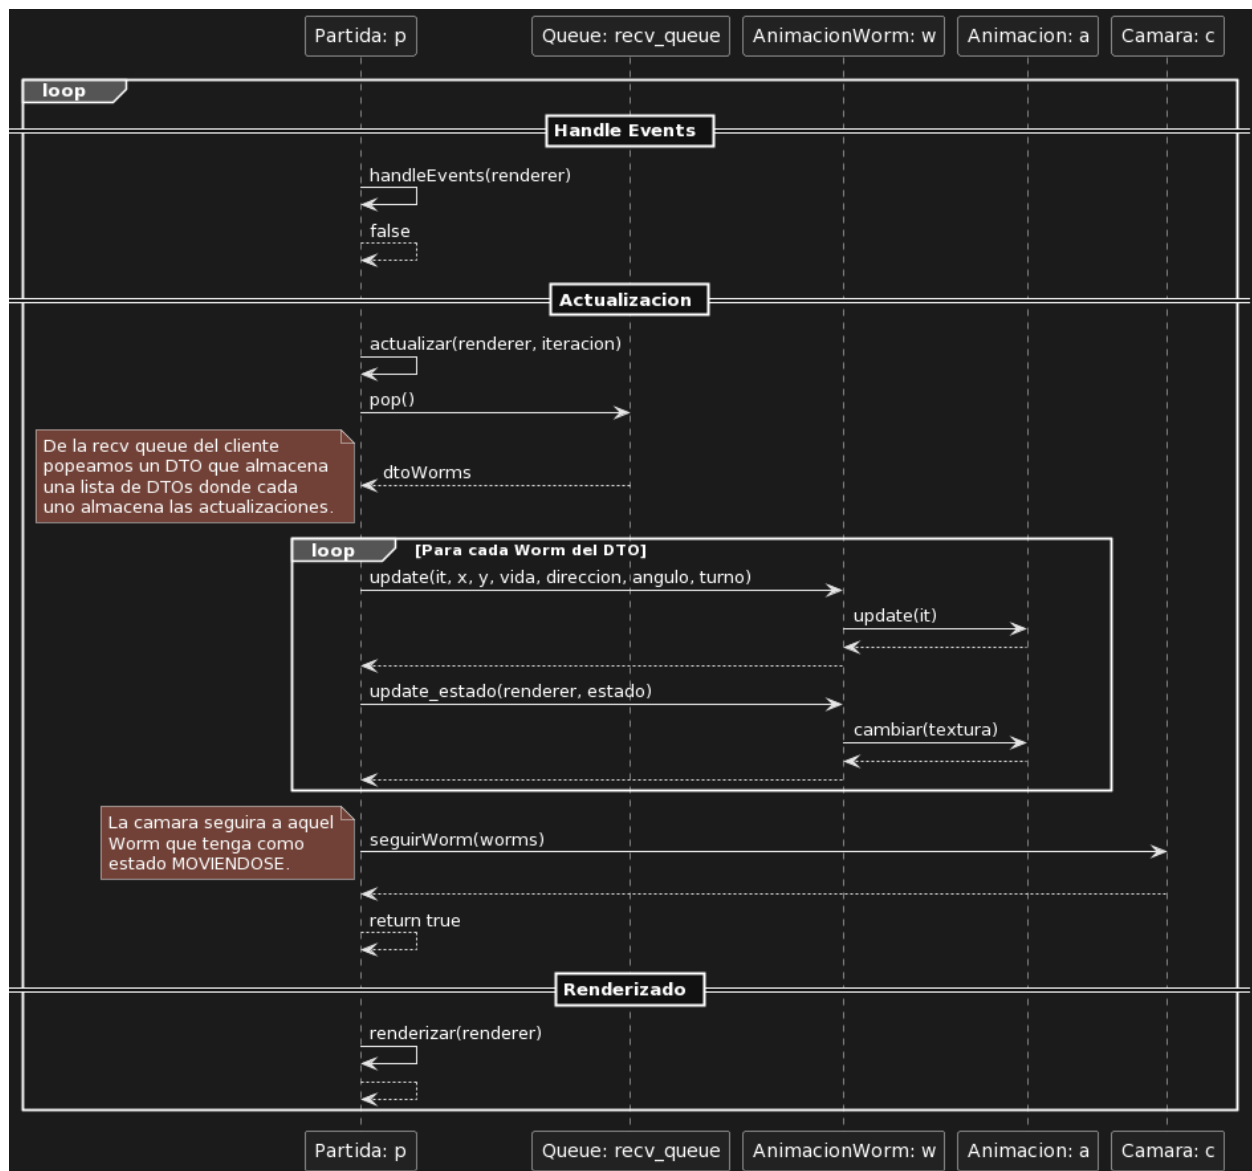 Partida: p
Queue: recv_queue
AnimacionWorm: w
Animacion: a
Camara: c
loop
Handle Events
handleEvents(renderer)
false
Actualizacion
actualizar(renderer, iteracion)
pop()
De la recv queue del cliente
popeamos un DTO que almacena
una lista de DTOs donde cada
uno almacena las actualizaciones.
dtoWorms
loop
[Para cada Worm del DTO]
update(it, x, y, vida, direccion, angulo, turno)
update(it)
update_estado(renderer, estado)
cambiar(textura)
La camara seguira a aquel
Worm que tenga como
estado MOVIENDOSE.
seguirWorm(worms)
return true
Renderizado
renderizar(renderer)
Partida: p
Queue: recv_queue
AnimacionWorm: w
Animacion: a
Camara: c